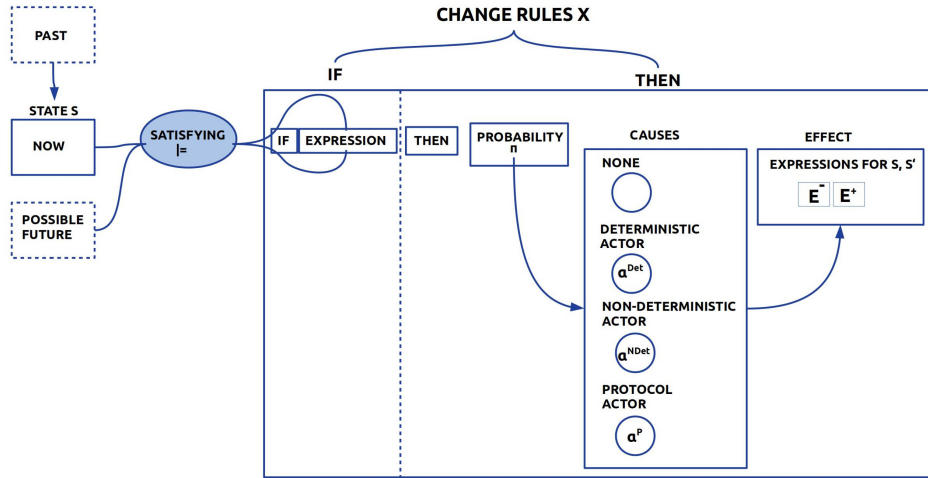 CHANGE RULES X
PAST
IF
THEN
STATE S
NOW
SATISFYING
|=
IF EXPRESSION
THEN
PROBABILITY
n
CAUSES
EFFECT
NONE
EXPRESSIONS FOR S, S'
E⁻ E⁺
POSSIBLE
FUTURE
DETERMINISTIC
ACTOR
α^Det
NON-DETERMINISTIC
ACTOR
α^NDet
PROTOCOL
ACTOR
α^P